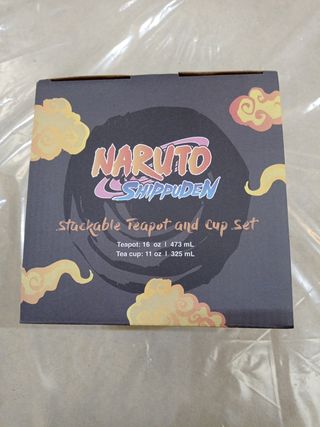 NARUTO
SHIPPUDEN
Stackable Teapot and Cup Set
Teapot: 16 oz | 473 mL
Tea cup: 11 oz | 325 mL